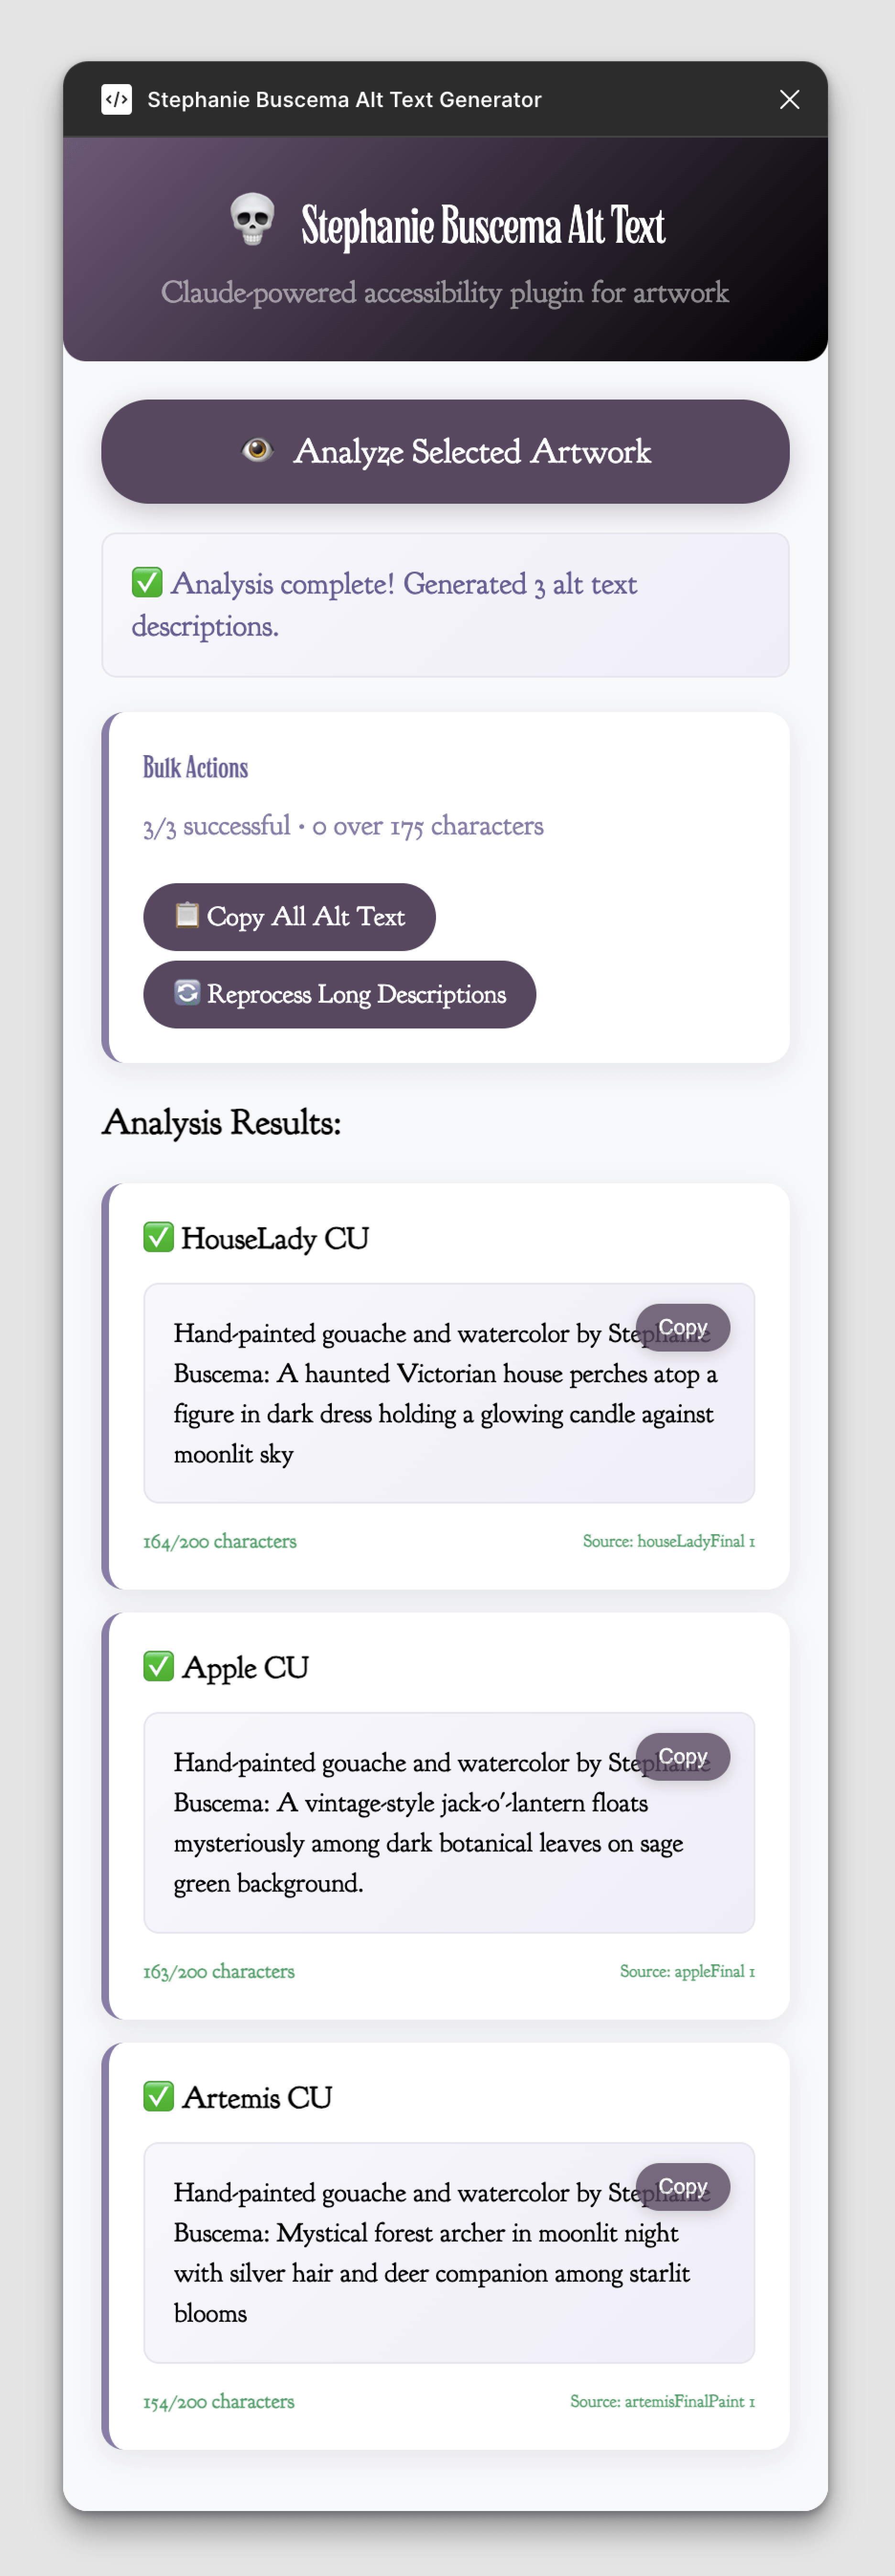 Stephanie Buscema Alt Text Generator
Stephanie Buscema Alt Text
Claude-powered accessibility plugin for artwork
Analyze Selected Artwork
Analysis complete! Generated 3 alt text
descriptions.
Bulk Actions
3/3 successful • 0 over 175 characters
Copy All Alt Text
Reprocess Long Descriptions
Analysis Results:
HouseLady CU
Copy
Hand-painted gouache and watercolor by Stephanie
Buscema: A haunted Victorian house perches atop a
figure in dark dress holding a glowing candle against
moonlit sky
164/200 characters
Source: houseLadyFinal 1
Apple CU
Copy
Hand-painted gouache and watercolor by Stephanie
Buscema: A vintage-style jack-o'-lantern floats
mysteriously among dark botanical leaves on sage
green background.
163/200 characters
Source: appleFinal 1
Artemis CU
Copy
Hand-painted gouache and watercolor by Stephanie
Buscema: Mystical forest archer in moonlit night
with silver hair and deer companion among starlit
blooms
154/200 characters
Source: artemisFinalPaint 1